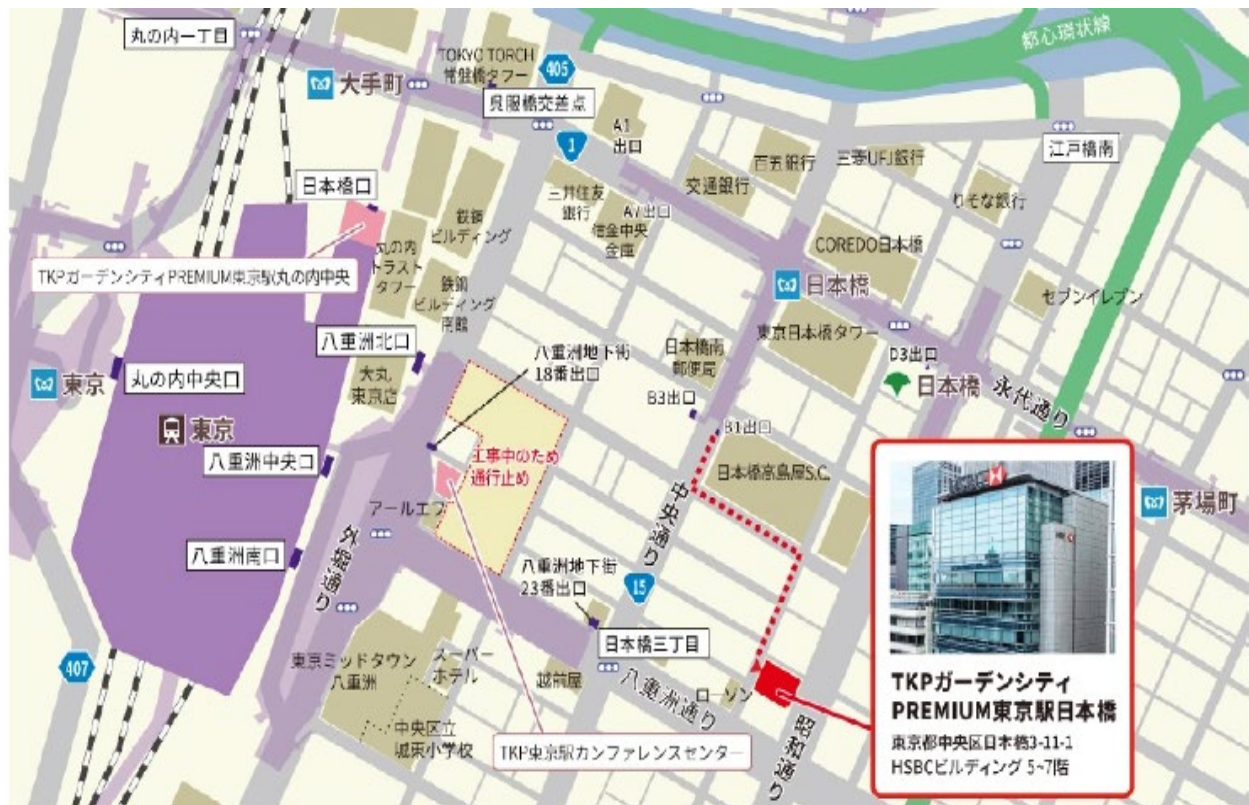 丸の内一丁目
大手町
TOKYO TORCH
常盤橋タワー
405
呉服橋交差点
都心環状線
1
A1
出口
江戸橋南
百五銀行
三菱UFJ銀行
交通銀行
りそな銀行
日本橋口
三井住友
銀行
A7出口
信金中央
金庫
鉄鋼
ビルディング
丸の内
トラスト
タワー
COREDO日本橋
TKPガーデンシティPREMIUM東京駅丸の内中央
鉄鋼
ビルディング
南館
日本橋
セブンイレブン
東京日本橋タワー
八重洲北口
八重洲地下街
18番出口
日本橋南
郵便局
D3出口
東京
丸の内中央口
大丸
東京店
日本橋
永代通り
B3出口
B1出口
東京
八重洲中央口
工事中のため
通行止め
日本橋高島屋S.C.
中央通り
アールエフ
茅場町
八重洲南口
外堀通り
八重洲地下街
23番出口
15
日本橋三丁目
407
東京ミッドタウン
八重洲
スーパー
ホテル
越前屋
八重洲通り
ローソン
昭和通り
中央区立
城東小学校
TKP東京駅カンファレンスセンター
TKPガーデンシティ
PREMIUM東京駅日本橋
東京都中央区日本橋3-11-1
HSBCビルディング 5~7階